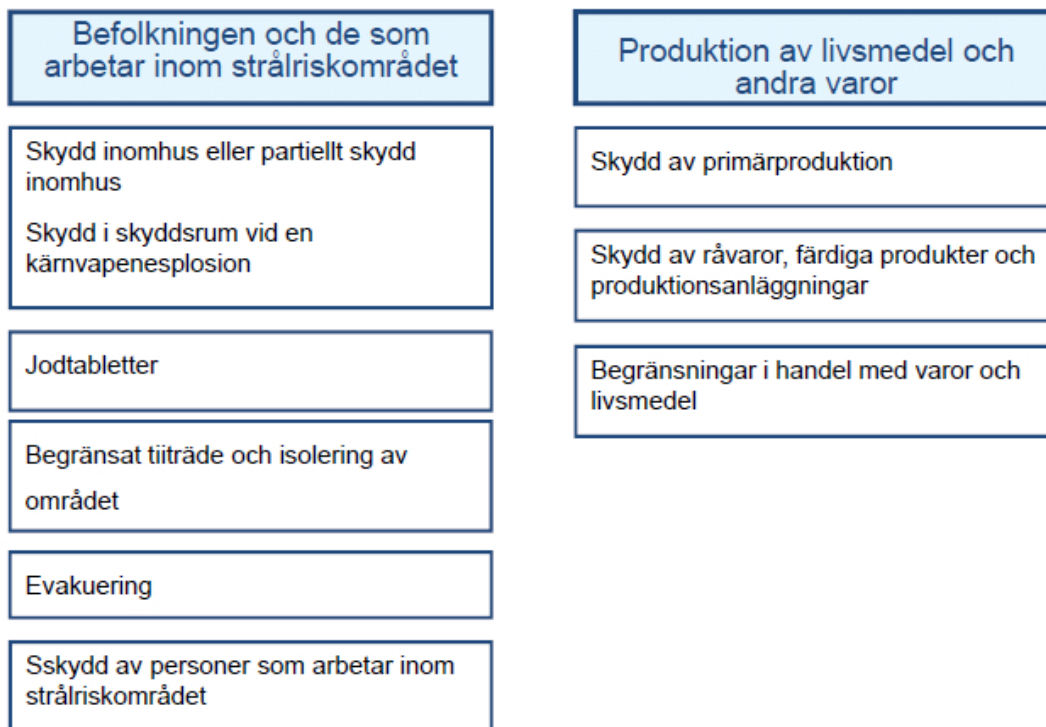 Befolkningen och de som
arbetar inom strålriskområdet
Skydd inomhus eller partiellt skydd
inomhus
Skydd i skyddsrum vid en
kärnvapenesplosion
Jodtabletter
Begränsat tiiträde och isolering av
området
Evakuering
Sskydd av personer som arbetar inom
strålriskområdet
Produktion av livsmedel och
andra varor
Skydd av primärproduktion
Skydd av råvaror, färdiga produkter och
produktionsanläggningar
Begränsningar i handel med varor och
livsmedel